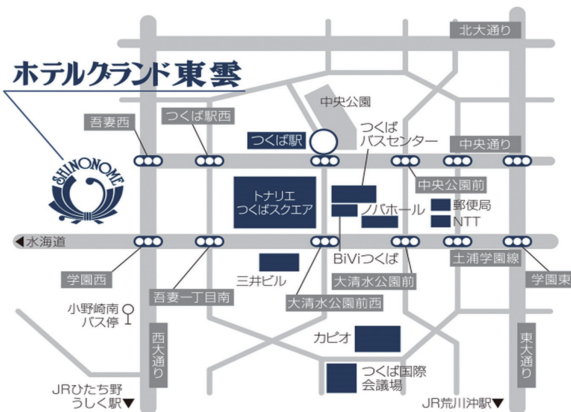 北大通り
ホテルグランド東雲
中央公園
つくば
バスセンター
吾妻西
つくば駅西
つくば駅
中央通り
SHINONOME
中央公園前
トナリエ
つくばスクエア
ノバホール
郵便局
NTT
◀水海道
BiViつくば
学園西
三井ビル
大清水公園前
土浦学園線
学園東
吾妻一丁目南
大清水公園前西
小野崎南
バス停
西大通り
カピオ
東大通り
つくば国際
会議場
JRひたち野
うしく駅▼
JR荒川沖駅▼